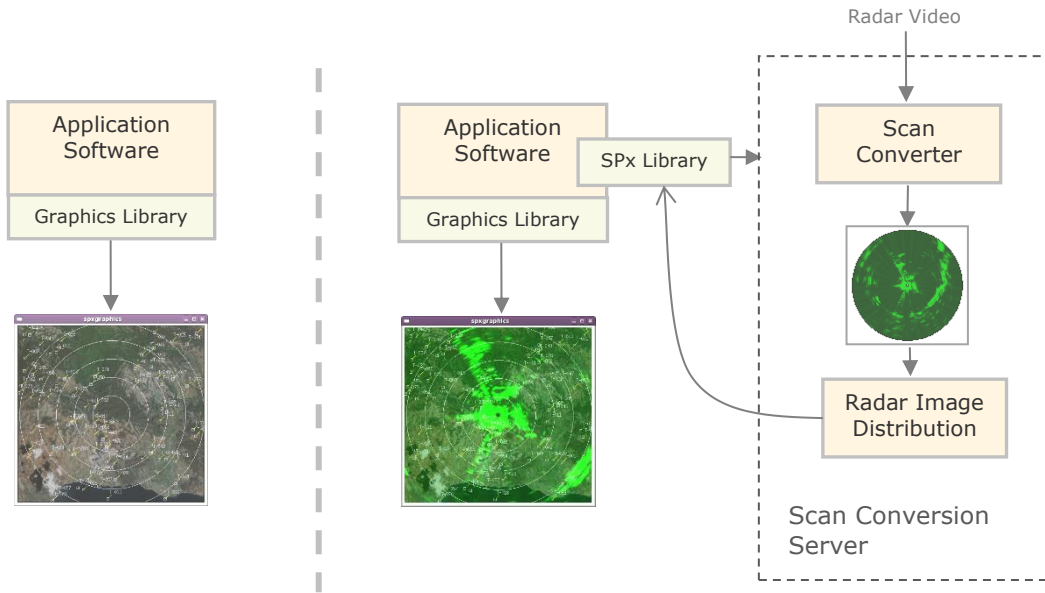 Radar Video
Application
Software
Graphics Library
spxgraphics
Application
Software
SPx Library
Graphics Library
spxgraphics
Scan
Converter
Radar Image
Distribution
Scan Conversion
Server